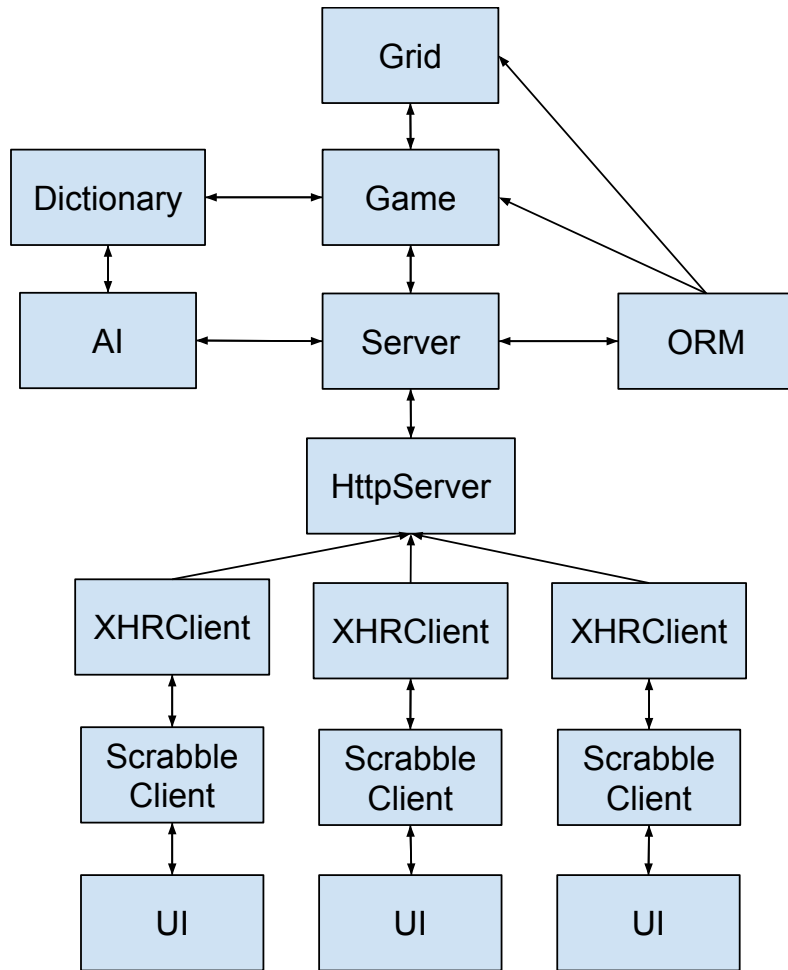 Grid
Dictionary
Game
AI
Server
ORM
HttpServer
XHRClient
XHRClient
XHRClient
Scrabble
Client
Scrabble
Client
Scrabble
Client
UI
UI
UI